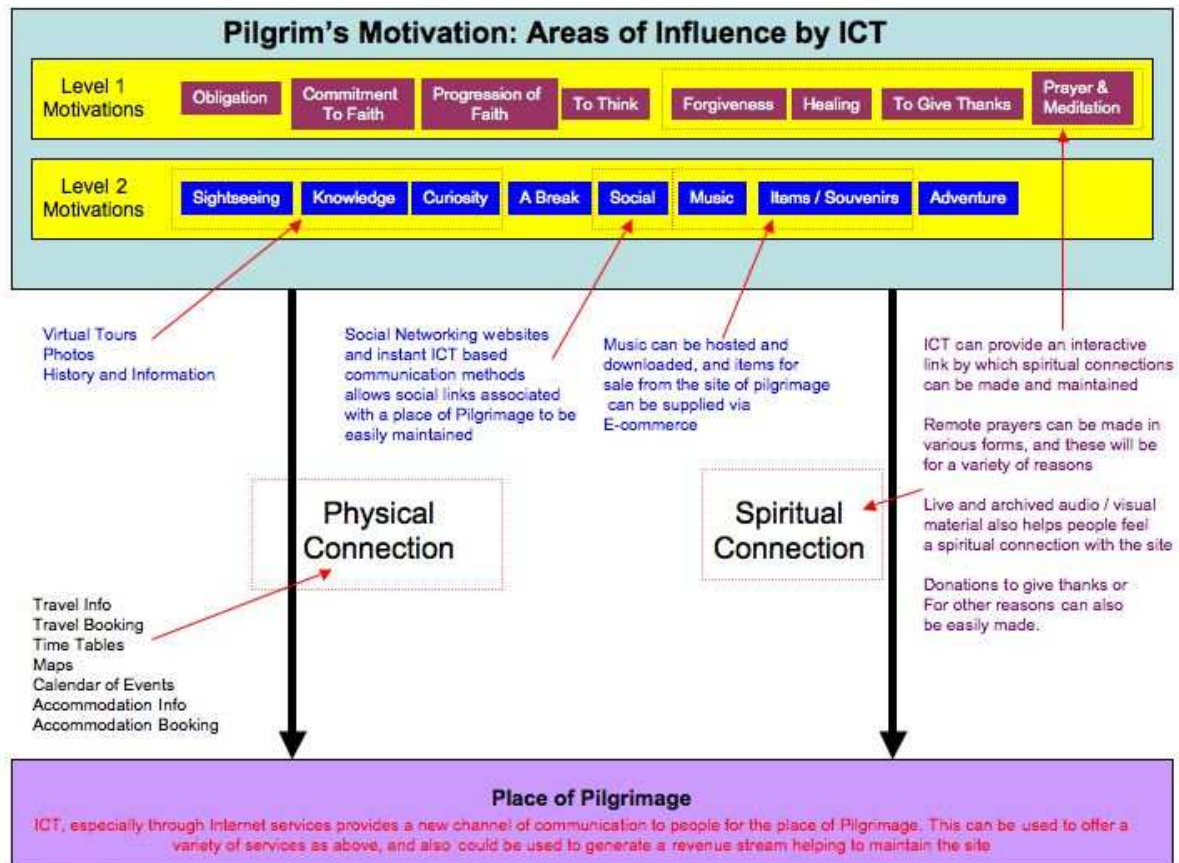 Pilgrim's Motivation: Areas of Influence by ICT
Level 1
Motivations
Obligation
Commitment
To Faith
Progression of
Faith
To Think
Forgiveness
Healing
To Give Thanks
Prayer &
Meditation
Level 2
Motivations
Sightseeing
Knowledge
Curiosity
A Break
Social
Music
Items / Souvenirs
Adventure
Virtual Tours
Photos
History and Information
Social Networking websites
and instant ICT based
communication methods
allows social links associated
with a place of Pilgrimage to be
easily maintained
Music can be hosted and
downloaded, and items for
sale from the site of pilgrimage
can be supplied via
E-commerce
ICT can provide an interactive
link by which spiritual connections
can be made and maintained
Remote prayers can be made in
various forms, and these will be
for a variety of reasons
Live and archived audio / visual
material also helps people feel
a spiritual connection with the site
Donations to give thanks or
For other reasons can also
be easily made.
Physical
Connection
Spiritual
Connection
Travel Info
Travel Booking
Time Tables
Maps
Calendar of Events
Accommodation Info
Accommodation Booking
Place of Pilgrimage
ICT, especially through Internet services provides a new channel of communication to people for the place of Pilgrimage. This can be used to offer a
variety of services as above, and also could be used to generate a revenue stream helping to maintain the site